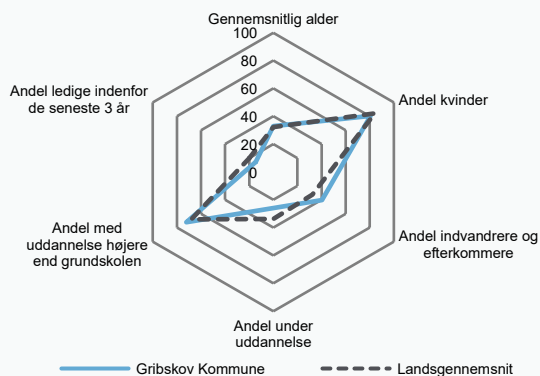 Gennemsnitlig alder
100
80
60
40
20
0
Andel kvinder
Andel indvandrere og
efterkommere
Andel under
uddannelse
Andel med
uddannelse højere
end grundskolen
Andel ledige indenfor
de seneste 3 år
Gribskov Kommune
Landsgennemsnit